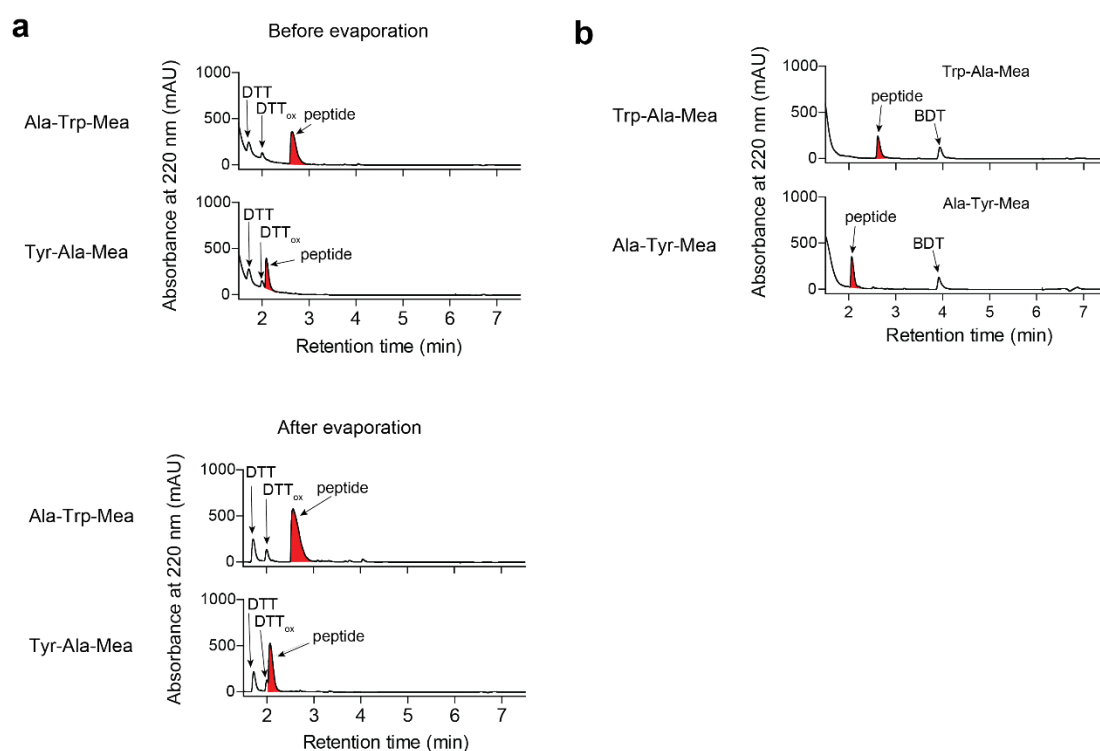 a
Before evaporation
Ala-Trp-Mea
Tyr-Ala-Mea
Absorbance at 220 nm (mAU)
1000
500
0
DTT
DTTox
peptide
1000
500
0
DTT
DTTox
peptide
2 3 4 5 6 7
Retention time (min)
After evaporation
Ala-Trp-Mea
Tyr-Ala-Mea
Absorbance at 220 nm (mAU)
1000
500
0
DTT
DTTox
peptide
1000
500
0
DTT
DTTox
peptide
2 3 4 5 6 7
Retention time (min)
b
Trp-Ala-Mea
Ala-Tyr-Mea
Absorbance at 220 nm (mAU)
1000
500
0
Trp-Ala-Mea
peptide
BDT
1000
500
0
Ala-Tyr-Mea
peptide
BDT
2 3 4 5 6 7
Retention time (min)